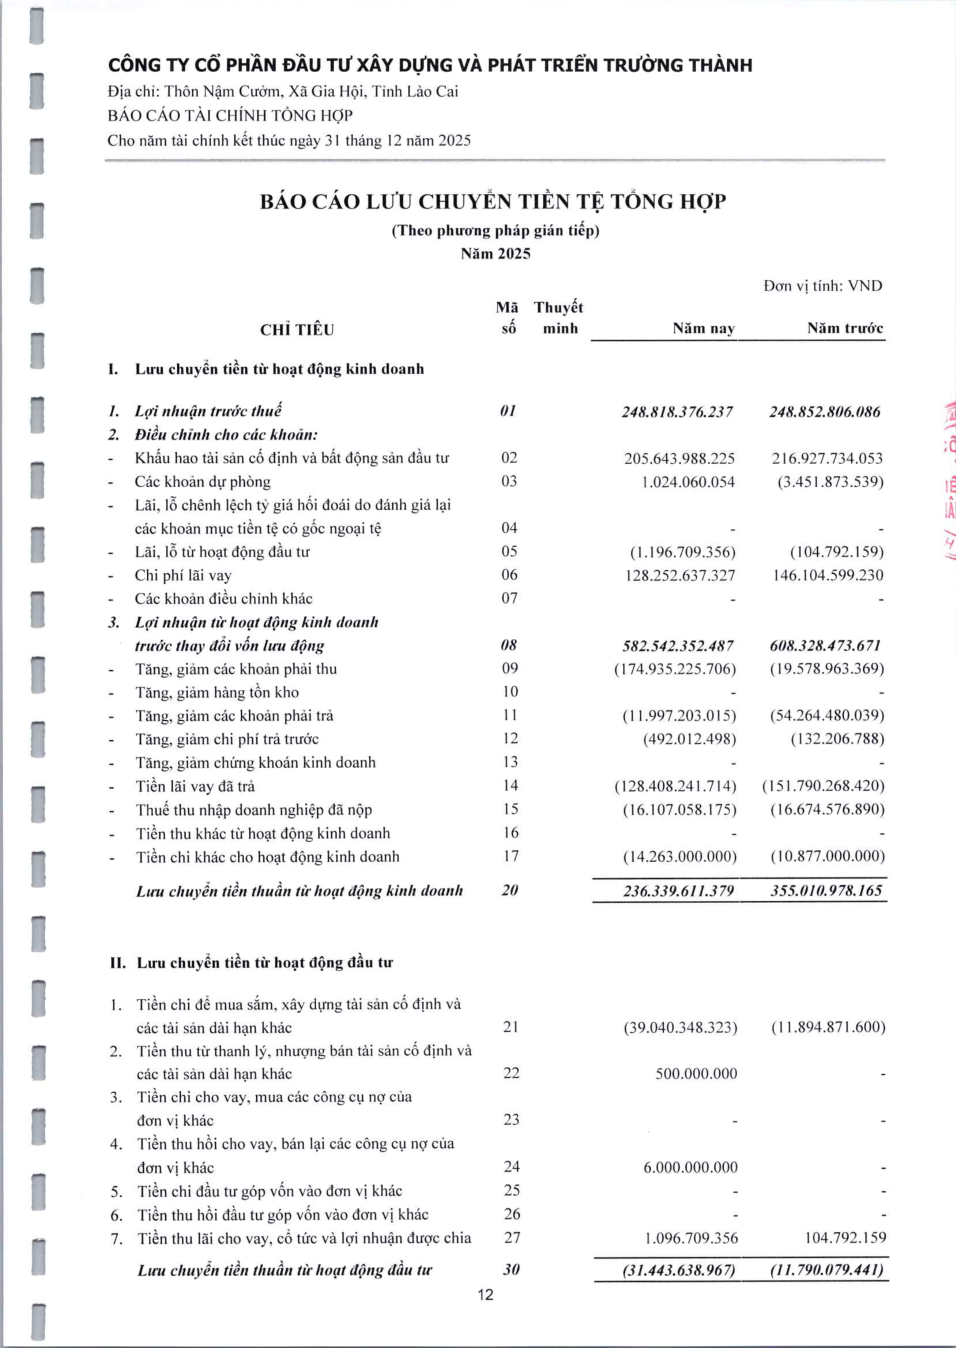 CÔNG TY CỔ PHẦN ĐẦU TƯ XÂY DỰNG VÀ PHÁT TRIỂN TRƯỜNG THÀNH
Địa chỉ: Thôn Nậm Cưởm, Xã Gia Hội, Tỉnh Lào Cai
BÁO CÁO TÀI CHÍNH TỔNG HỢP
Cho năm tài chính kết thúc ngày 31 tháng 12 năm 2025
BÁO CÁO LƯU CHUYỂN TIỀN TỆ TỔNG HỢP
(Theo phương pháp gián tiếp)
Năm 2025
Đơn vị tính: VND
CHỈ TIÊU Mã số Thuyết minh Năm nay Năm trước
I. Lưu chuyển tiền từ hoạt động kinh doanh
1. Lợi nhuận trước thuế 01 248.818.376.237 248.852.806.086
2. Điều chỉnh cho các khoản:
- Khấu hao tài sản cố định và bất động sản đầu tư 02 205.643.988.225 216.927.734.053
- Các khoản dự phòng 03 1.024.060.054 (3.451.873.539)
- Lãi, lỗ chênh lệch tỷ giá hối đoái do đánh giá lại
các khoản mục tiền tệ có gốc ngoại tệ 04 - -
- Lãi, lỗ từ hoạt động đầu tư 05 (1.196.709.356) (104.792.159)
- Chi phí lãi vay 06 128.252.637.327 146.104.599.230
- Các khoản điều chỉnh khác 07 - -
3. Lợi nhuận từ hoạt động kinh doanh
trước thay đổi vốn lưu động 08 582.542.352.487 608.328.473.671
- Tăng, giảm các khoản phải thu 09 (174.935.225.706) (19.578.963.369)
- Tăng, giảm hàng tồn kho 10 - -
- Tăng, giảm các khoản phải trả 11 (11.997.203.015) (54.264.480.039)
- Tăng, giảm chi phí trả trước 12 (492.012.498) (132.206.788)
- Tăng, giảm chứng khoán kinh doanh 13 - -
- Tiền lãi vay đã trả 14 (128.408.241.714) (151.790.268.420)
- Thuế thu nhập doanh nghiệp đã nộp 15 (16.107.058.175) (16.674.576.890)
- Tiền thu khác từ hoạt động kinh doanh 16 - -
- Tiền chi khác cho hoạt động kinh doanh 17 (14.263.000.000) (10.877.000.000)
Lưu chuyển tiền thuần từ hoạt động kinh doanh 20 236.339.611.379 355.010.978.165
II. Lưu chuyển tiền từ hoạt động đầu tư
1. Tiền chi để mua sắm, xây dựng tài sản cố định và
các tài sản dài hạn khác 21 (39.040.348.323) (11.894.871.600)
2. Tiền thu từ thanh lý, nhượng bán tài sản cố định và
các tài sản dài hạn khác 22 500.000.000 -
3. Tiền chi cho vay, mua các công cụ nợ của
đơn vị khác 23 - -
4. Tiền thu hồi cho vay, bán lại các công cụ nợ của
đơn vị khác 24 6.000.000.000 -
5. Tiền chi đầu tư góp vốn vào đơn vị khác 25 - -
6. Tiền thu hồi đầu tư góp vốn vào đơn vị khác 26 - -
7. Tiền thu lãi cho vay, cổ tức và lợi nhuận được chia 27 1.096.709.356 104.792.159
Lưu chuyển tiền thuần từ hoạt động đầu tư 30 (31.443.638.967) (11.790.079.441)
12